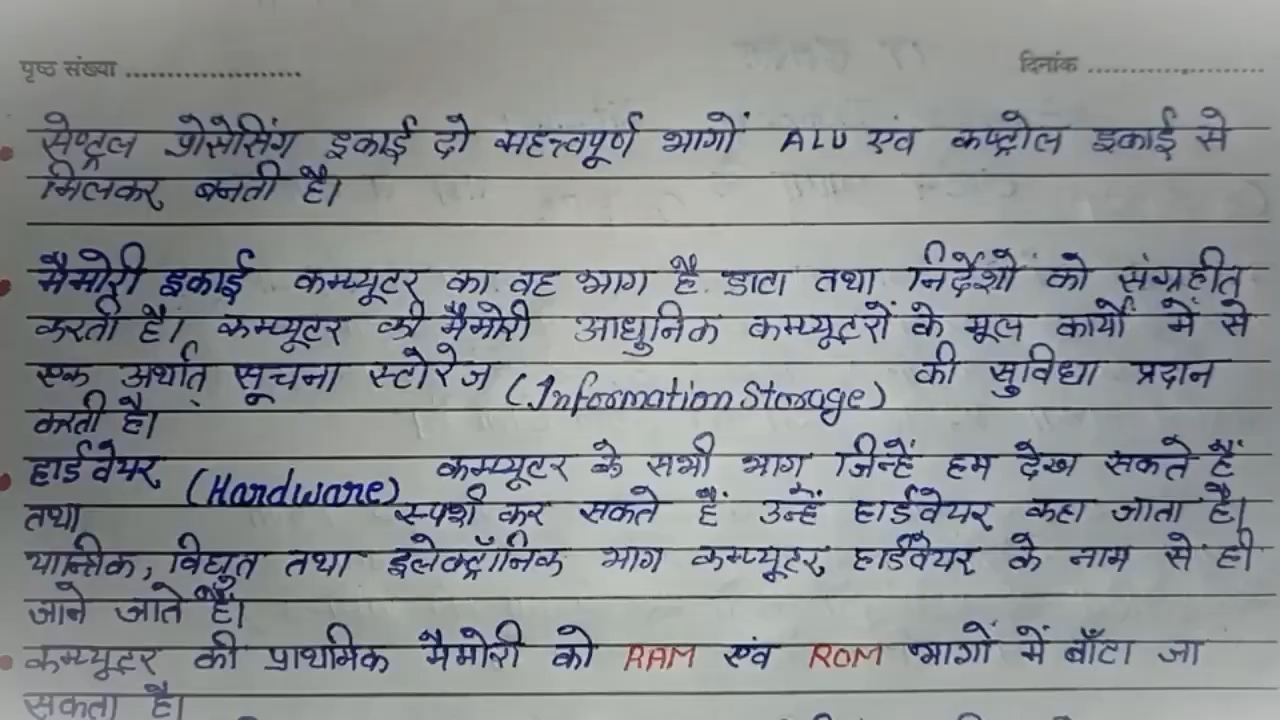 पृष्ठ संख्या ..................... दिनांक .....................
सेण्ट्रल प्रोसेसिंग इकाई दो महत्त्वपूर्ण भागों ALU एंव कण्ट्रोल इकाई से
मिलकर बनती है।
मैमोरी इकाई कम्प्यूटर का वह भाग है डाटा तथा निर्देशों को संग्रहीत
करती है। कम्प्यूटर की मैमोरी आधुनिक कम्प्यूटरों के मूल कार्यों में से
एक अर्थात् सूचना स्टोरेज (Information Storage) की सुविधा प्रदान
करती है।
हार्डवेयर (Hardware) कम्प्यूटर के सभी भाग जिन्हें हम देख सकते हैं
तथा स्पर्श कर सकते हैं उन्हें हार्डवेयर कहा जाता है।
यान्त्रिक, विद्युत तथा इलेक्ट्रॉनिक भाग कम्प्यूटर हार्डवेयर के नाम से ही
जाने जाते हैं।
कम्प्यूटर की प्राथमिक मैमोरी को RAM एंव ROM भागों में बाँटा जा
सकता है।